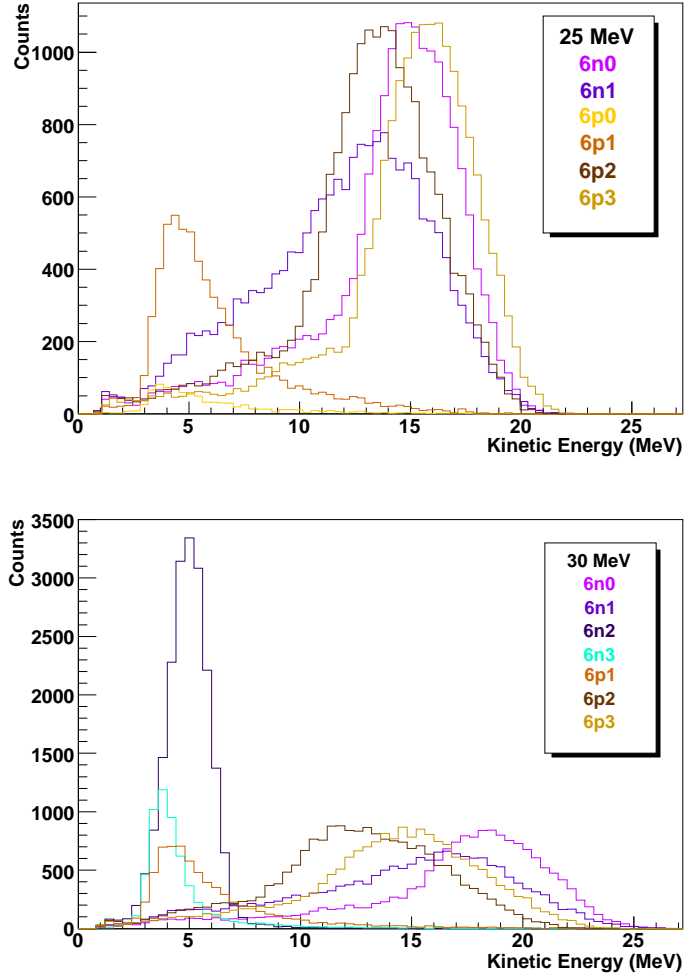 Counts
1000
800
600
400
200
0
0 5 10 15 20 25
Kinetic Energy (MeV)
25 MeV
6n0
6n1
6p0
6p1
6p2
6p3
Counts
3500
3000
2500
2000
1500
1000
500
0
0 5 10 15 20 25
Kinetic Energy (MeV)
30 MeV
6n0
6n1
6n2
6n3
6p1
6p2
6p3